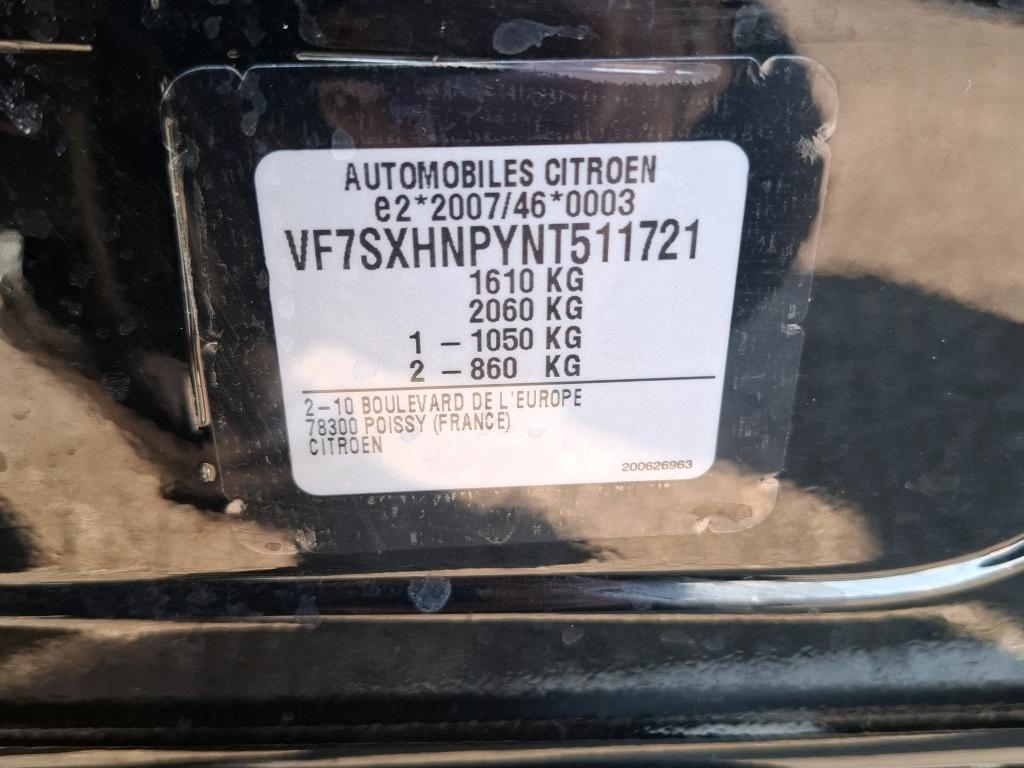 AUTOMOBILES CITROEN
e2*2007/46*0003
VF7SXHNPYNT511721
1610 KG
2060 KG
1 - 1050 KG
2 - 860 KG
2-10 BOULEVARD DE L'EUROPE
78300 POISSY (FRANCE)
CITROEN
200626963